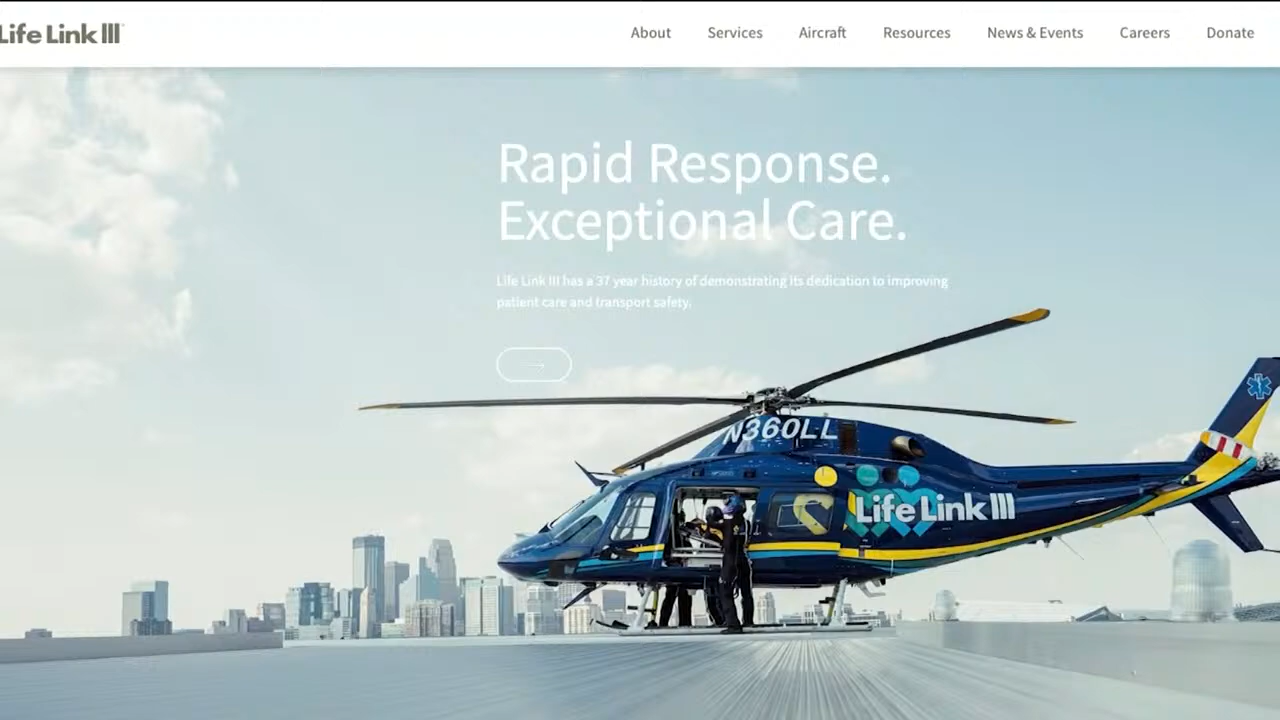 Life Link III
About Services Aircraft Resources News & Events Careers Donate
Rapid Response.
Exceptional Care.
Life Link III has a 37 year history of demonstrating its dedication to improving
patient care and transport safety.
→
N360LL
Life Link III